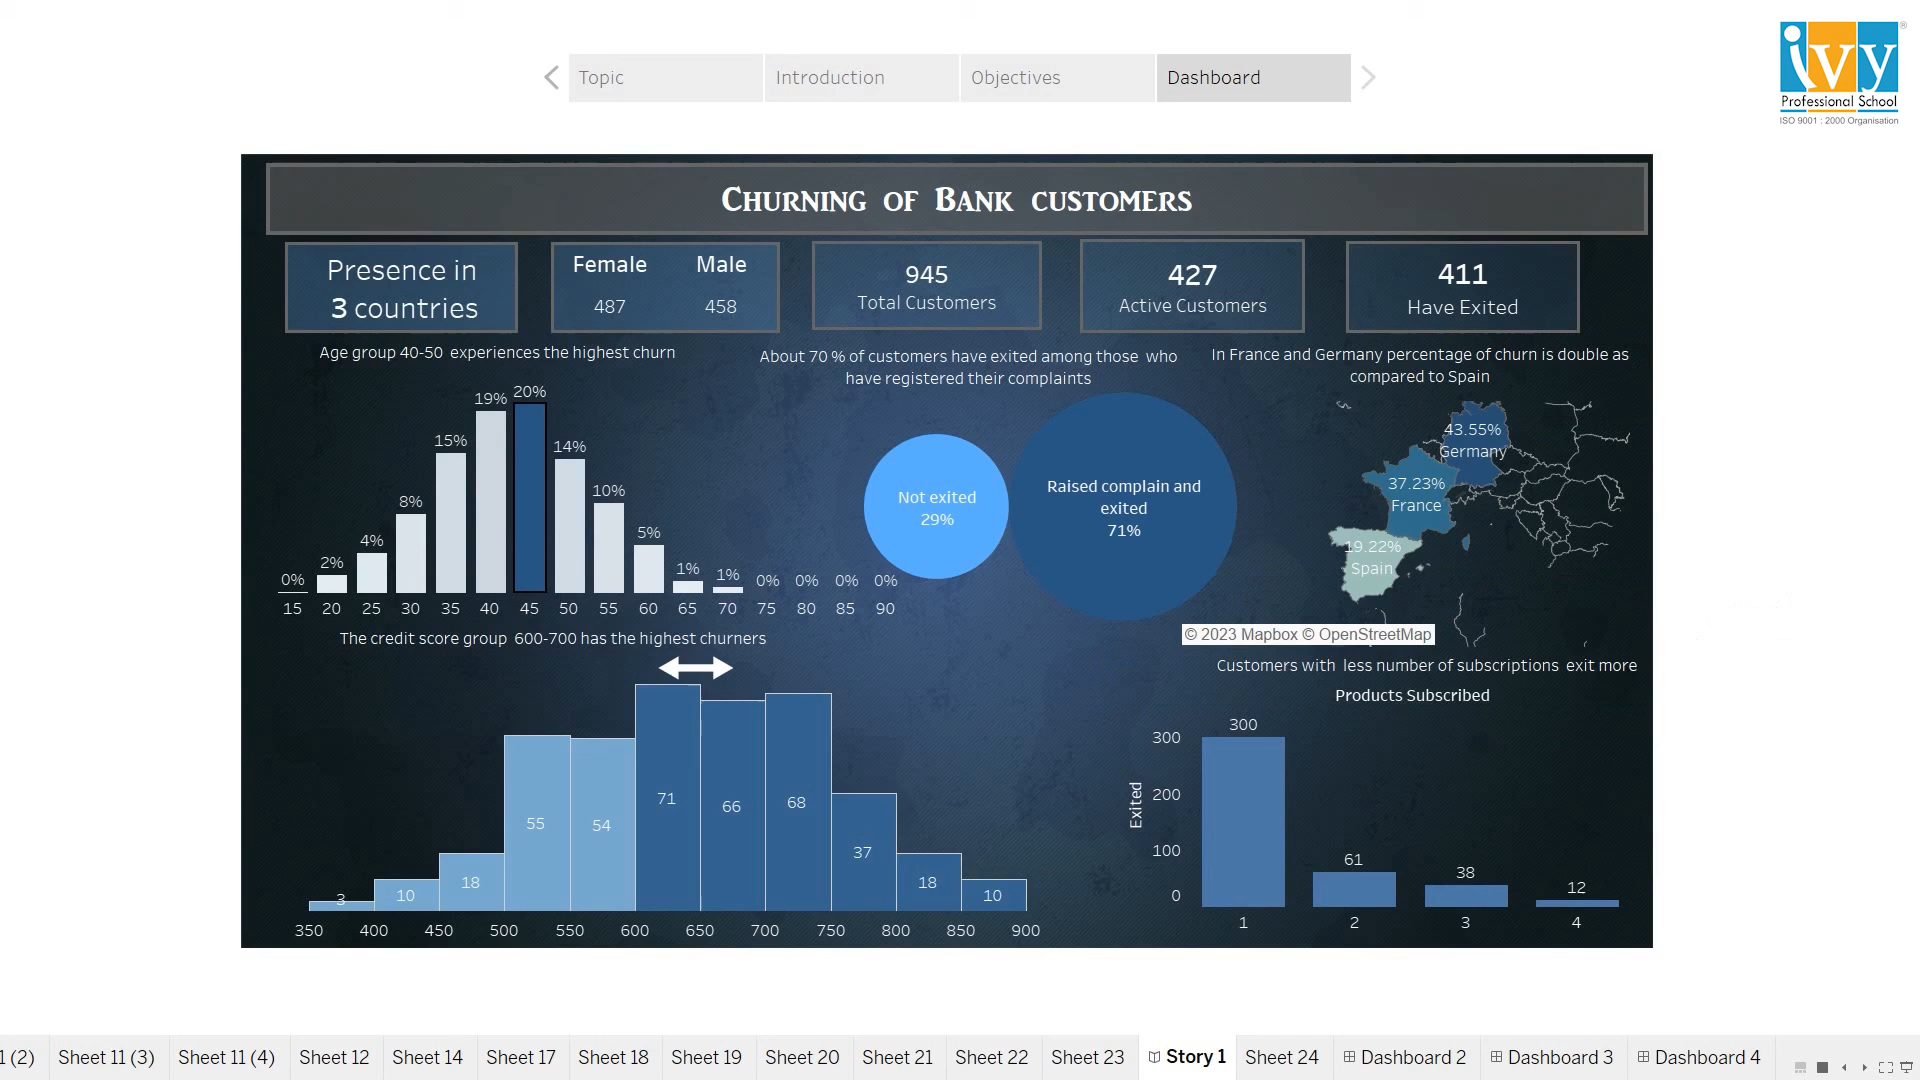 Topic
Introduction
Objectives
Dashboard
ivy
®
Professional School
ISO 9001 : 2000 Organisation
Churning of Bank customers
Presence in
3 countries
Female Male
487 458
945
Total Customers
427
Active Customers
411
Have Exited
Age group 40-50 experiences the highest churn
0% 2% 4% 8% 15% 19% 20% 14% 10% 5% 1% 1% 0% 0% 0% 0%
15 20 25 30 35 40 45 50 55 60 65 70 75 80 85 90
About 70 % of customers have exited among those who
have registered their complaints
Not exited
29%
Raised complain and
exited
71%
In France and Germany percentage of churn is double as
compared to Spain
43.55%
Germany
37.23%
France
19.22%
Spain
© 2023 Mapbox © OpenStreetMap
The credit score group 600-700 has the highest churners
3 10 18 55 54 71 66 68 37 18 10
350 400 450 500 550 600 650 700 750 800 850 900
Customers with less number of subscriptions exit more
Products Subscribed
Exited
300
200
100
0
300 61 38 12
1 2 3 4
1 (2)
Sheet 11 (3)
Sheet 11 (4)
Sheet 12
Sheet 14
Sheet 17
Sheet 18
Sheet 19
Sheet 20
Sheet 21
Sheet 22
Sheet 23
Story 1
Sheet 24
Dashboard 2
Dashboard 3
Dashboard 4